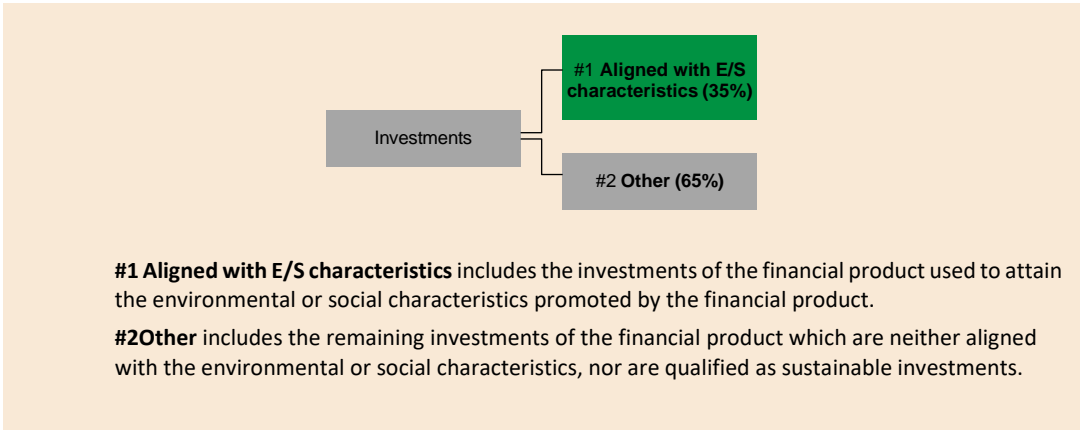 #1 Aligned with E/S
characteristics (35%)
Investments
#2 Other (65%)
#1 Aligned with E/S characteristics includes the investments of the financial product used to attain
the environmental or social characteristics promoted by the financial product.
#2Other includes the remaining investments of the financial product which are neither aligned
with the environmental or social characteristics, nor are qualified as sustainable investments.